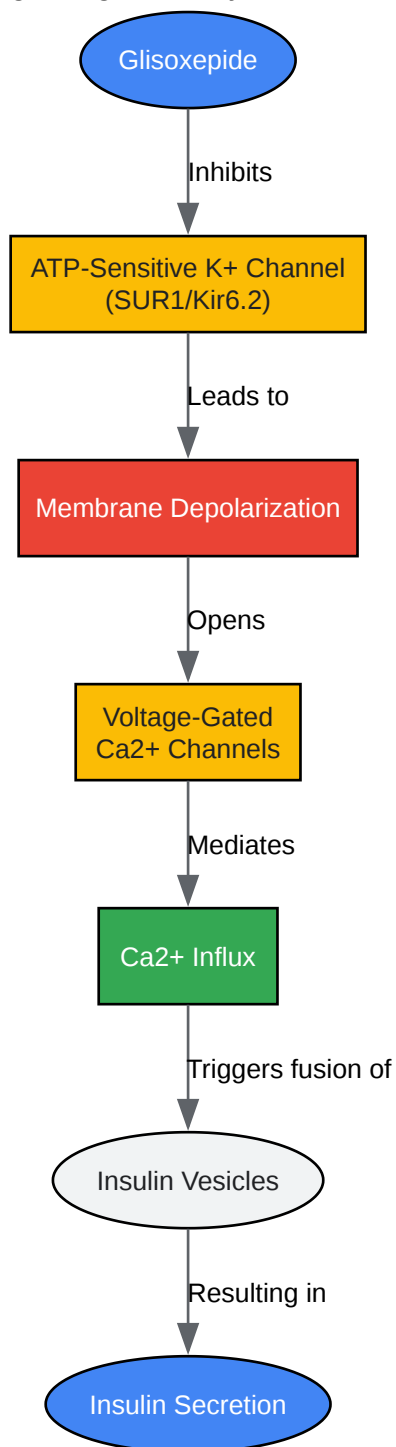 Glisoxepide
Inhibits
ATP-Sensitive K+ Channel
(SUR1/Kir6.2)
Leads to
Membrane Depolarization
Opens
Voltage-Gated
Ca2+ Channels
Mediates
Ca2+ Influx
Triggers fusion of
Insulin Vesicles
Resulting in
Insulin Secretion